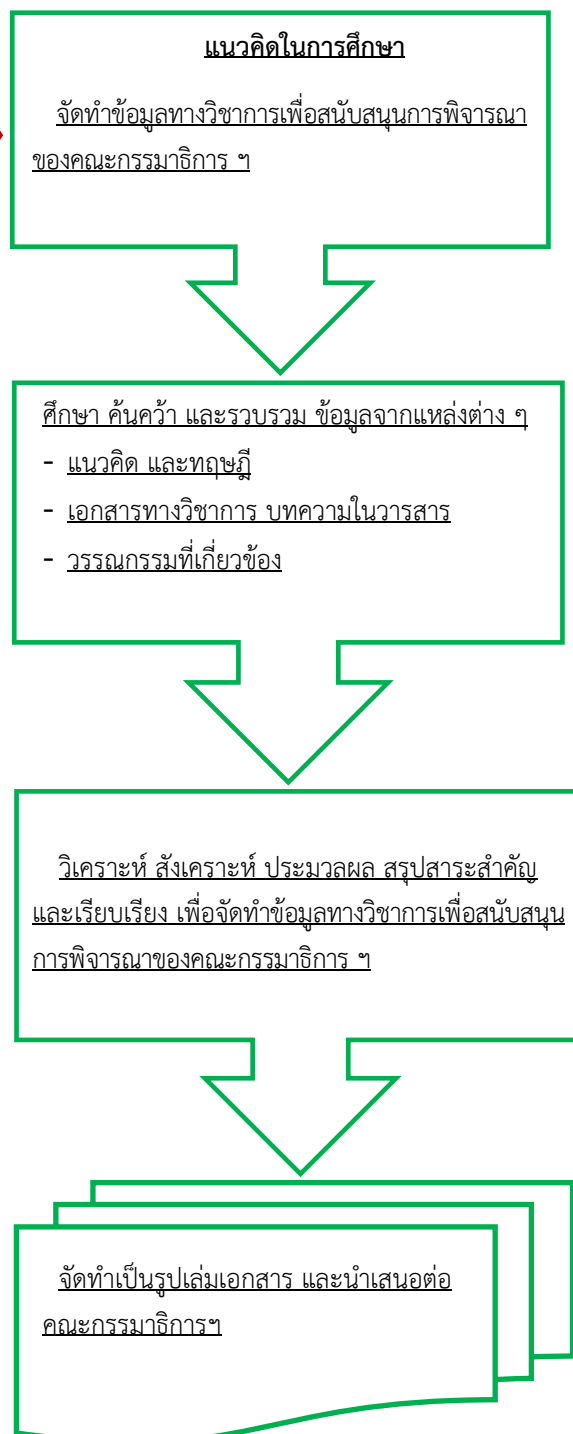 แนวคิดในการศึกษา
จัดทำข้อมูลทางวิชาการเพื่อสนับสนุนการพิจารณา
ของคณะกรรมาธิการ ฯ
ศึกษา ค้นคว้า และรวบรวม ข้อมูลจากแหล่งต่าง ๆ
- แนวคิด และทฤษฎี
- เอกสารทางวิชาการ บทความในวารสาร
- วรรณกรรมที่เกี่ยวข้อง
วิเคราะห์ สังเคราะห์ ประมวลผล สรุปสาระสำคัญ
และเรียบเรียง เพื่อจัดทำข้อมูลทางวิชาการเพื่อสนับสนุน
การพิจารณาของคณะกรรมาธิการ ฯ
จัดทำเป็นรูปเล่มเอกสาร และนำเสนอต่อ
คณะกรรมาธิการฯ